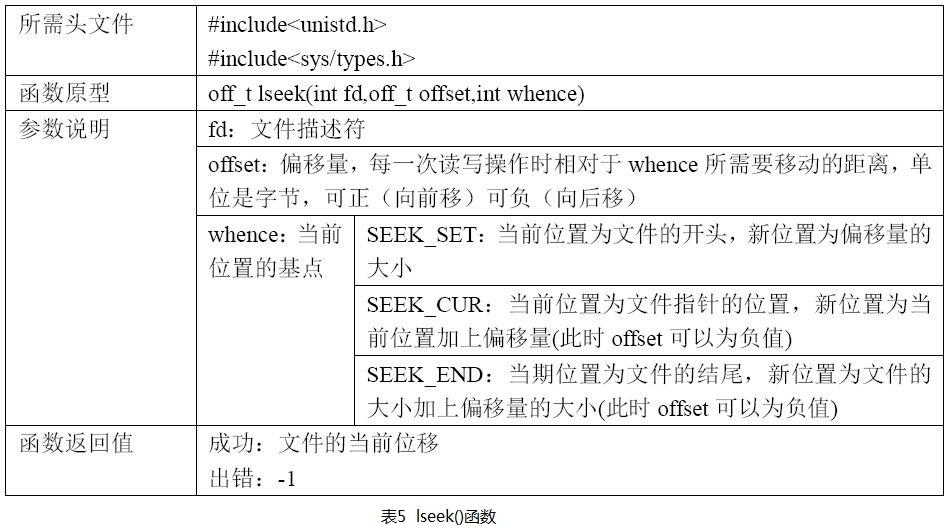 所需头文件
#include<unistd.h>
#include<sys/types.h>
函数原型
off_t lseek(int fd,off_t offset,int whence)
参数说明
fd：文件描述符
offset：偏移量，每一次读写操作时相对于 whence 所需要移动的距离，单
位是字节，可正（向前移）可负（向后移）
whence：当前
位置的基点
SEEK_SET：当前位置为文件的开头，新位置为偏移量的
大小
SEEK_CUR：当前位置为文件指针的位置，新位置为当
前位置加上偏移量(此时 offset 可以为负值)
SEEK_END：当期位置为文件的结尾，新位置为文件的
大小加上偏移量的大小(此时 offset 可以为负值)
函数返回值
成功：文件的当前位移
出错：-1
表5 lseek()函数